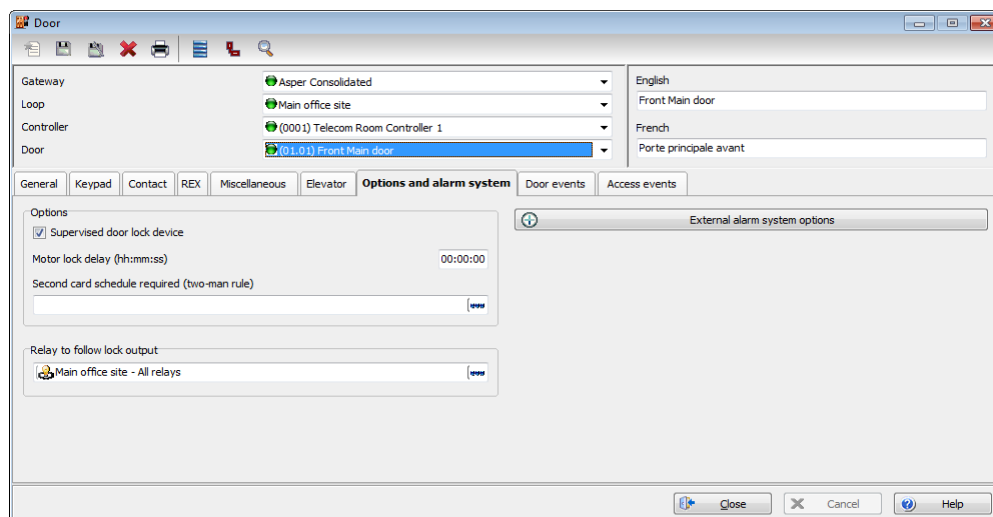 Door
Gateway
Asper Consolidated
English
Loop
Main office site
Front Main door
Controller
(0001) Telecom Room Controller 1
French
Door
(01.01) Front Main door
Porte principale avant
General
Keypad
Contact
REX
Miscellaneous
Elevator
Options and alarm system
Door events
Access events
Options
Supervised door lock device
Motor lock delay (hh:mm:ss)
00:00:00
Second card schedule required (two-man rule)
External alarm system options
Relay to follow lock output
Main office site - All relays
Close
Cancel
Help